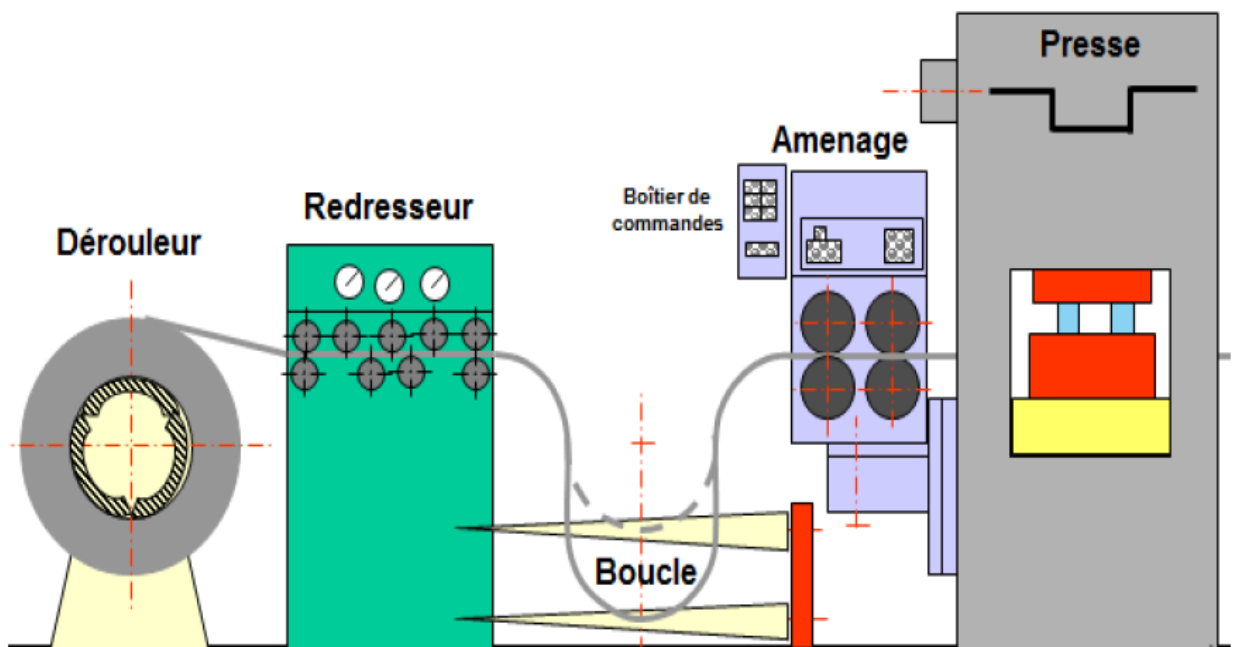 Presse
Amenage
Boîtier de
commandes
Redresseur
Dérouleur
Boucle